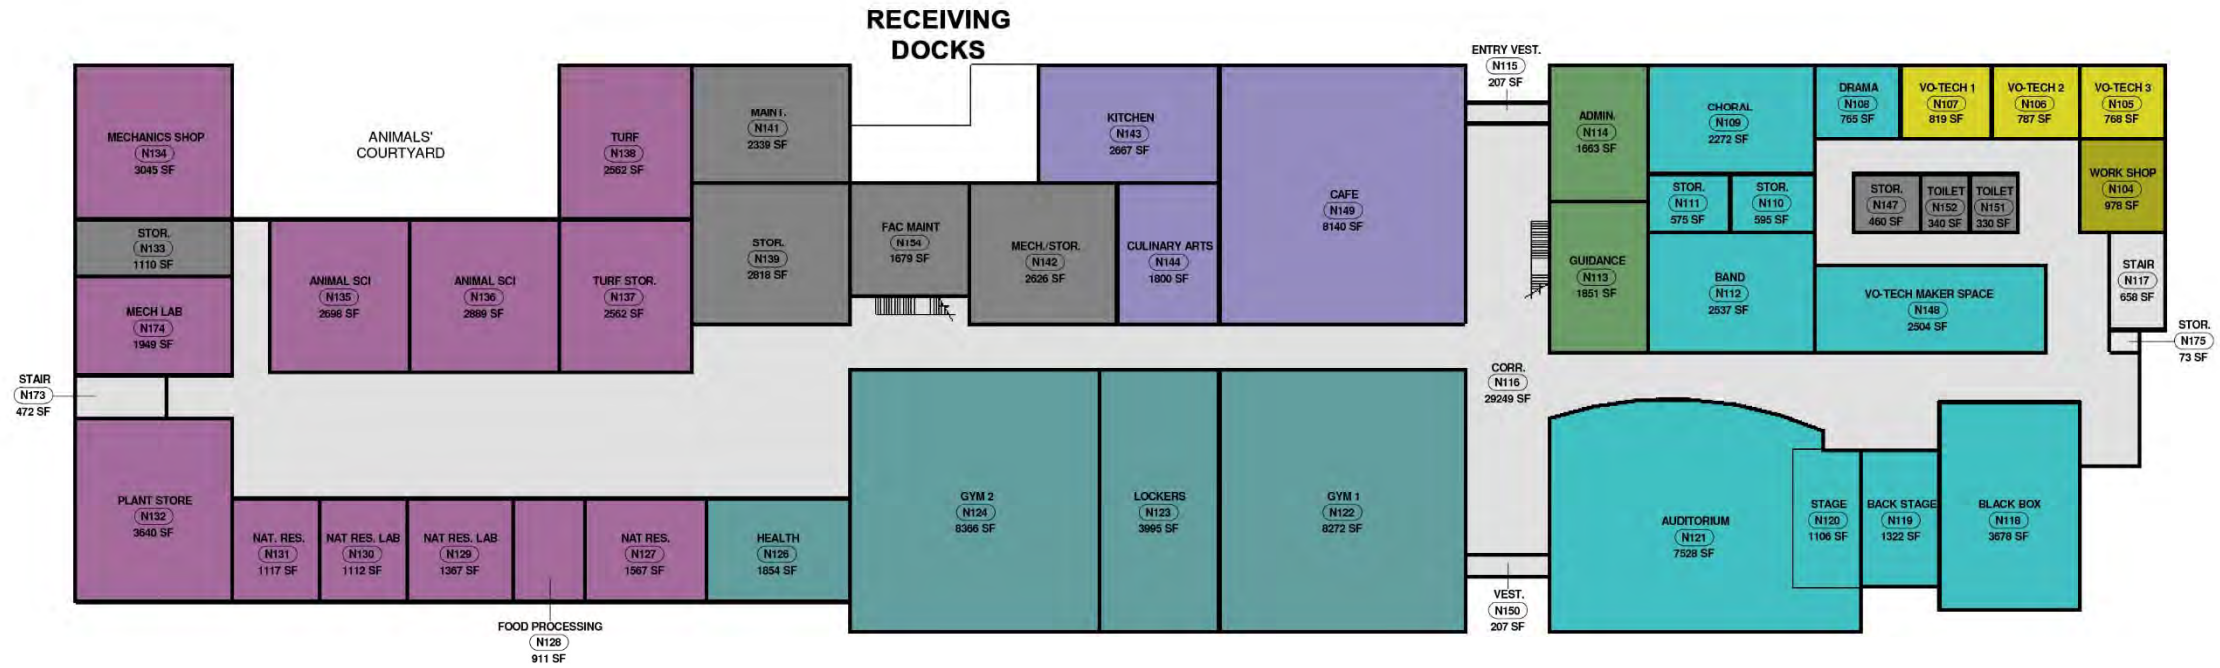 RECEIVING
DOCKS
ENTRY VEST.
N115
207 SF
MECHANICS SHOP
N134
3045 SF
ANIMALS'
COURTYARD
TURF
N138
2562 SF
MAINT.
N141
2339 SF
KITCHEN
N143
2667 SF
CAFE
N149
8140 SF
ADMIN.
N114
1663 SF
CHORAL
N109
2272 SF
DRAMA
N108
765 SF
VO-TECH 1
N107
819 SF
VO-TECH 2
N106
787 SF
VO-TECH 3
N105
768 SF
WORK SHOP
N104
978 SF
STOR.
N111
575 SF
STOR.
N110
595 SF
STOR.
N147
460 SF
TOILET
N152
340 SF
TOILET
N151
330 SF
STOR.
N133
1110 SF
ANIMAL SCI
N135
2698 SF
ANIMAL SCI
N136
2889 SF
TURF STOR.
N137
2562 SF
STOR.
N139
2818 SF
FAC MAINT
N154
1679 SF
MECH./STOR.
N142
2626 SF
CULINARY ARTS
N144
1800 SF
GUIDANCE
N113
1851 SF
BAND
N112
2537 SF
VO-TECH MAKER SPACE
N148
2504 SF
STAIR
N117
658 SF
STOR.
N175
73 SF
MECH LAB
N174
1949 SF
STAIR
N173
472 SF
CORR.
N116
29249 SF
PLANT STORE
N132
3640 SF
NAT. RES.
N131
1117 SF
NAT RES. LAB
N130
1112 SF
NAT RES. LAB
N129
1367 SF
NAT RES.
N127
1567 SF
HEALTH
N126
1854 SF
GYM 2
N124
8366 SF
LOCKERS
N123
3995 SF
GYM 1
N122
8272 SF
AUDITORIUM
N121
7528 SF
STAGE
N120
1106 SF
BACK STAGE
N119
1322 SF
BLACK BOX
N118
3678 SF
FOOD PROCESSING
N128
911 SF
VEST.
N150
207 SF